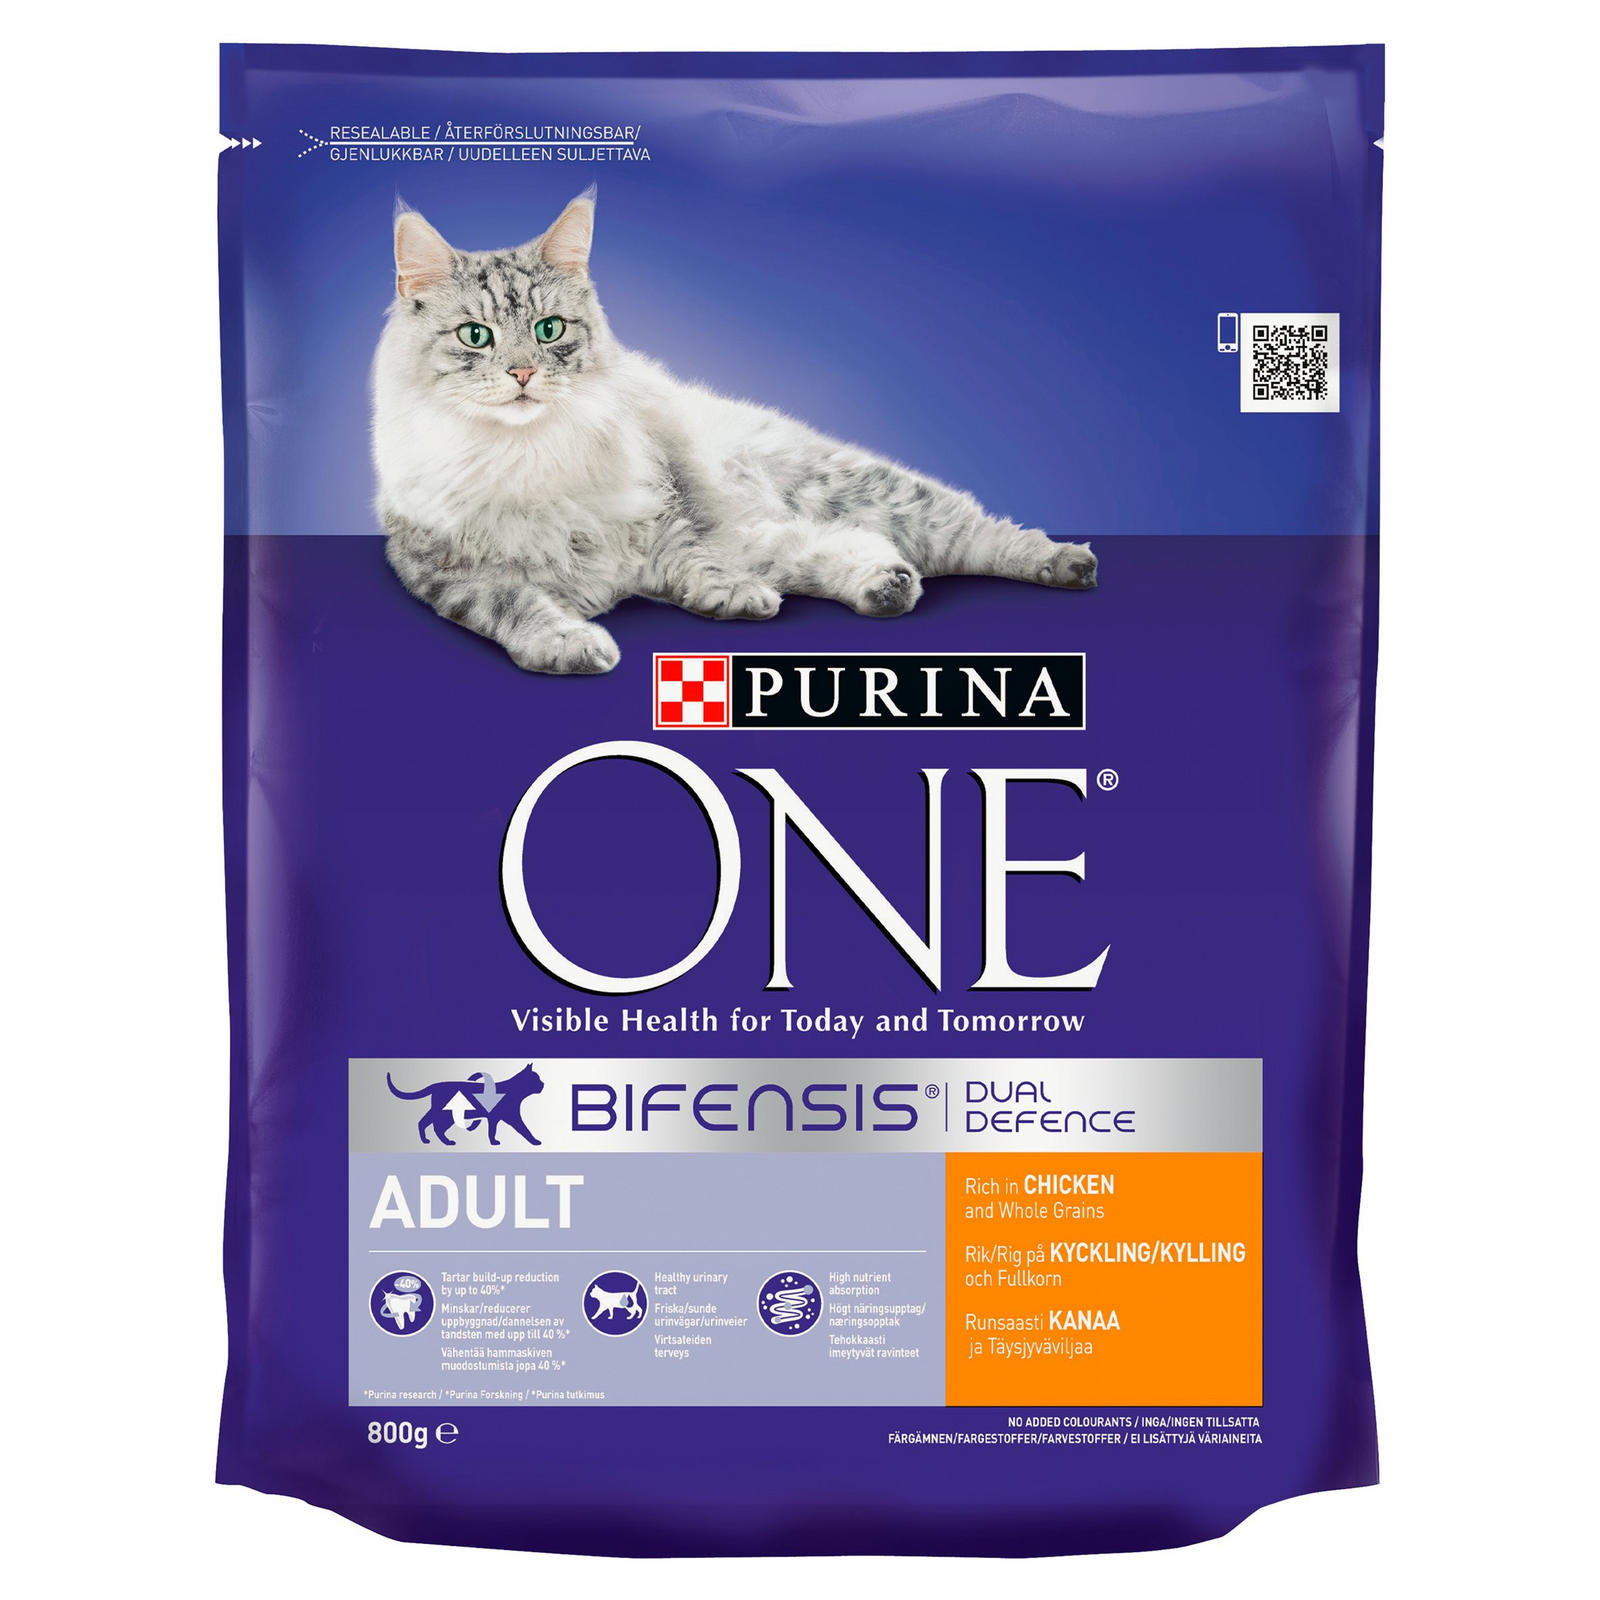 RESEALABLE / ÅTERFÖRSLUTNINGSBAR/
GJENLUKKBAR / UUDELLEEN SULJETTAVA
PURINA
ONE®
Visible Health for Today and Tomorrow
BIFENSIS®
DUAL
DEFENCE
ADULT
-40%
Tartar build-up reduction
by up to 40%*
Minskar/reducerer
uppbyggnad/dannelsen av
tandsten med upp till 40 %*
Vähentää hammaskiven
muodostumista jopa 40 %*
Healthy urinary
tract
Friska/sunde
urinvägar/urinveier
Virtsateiden
terveys
High nutrient
absorption
Högt näringsupptag/
næringsopptak
Tehokkaasti
imeytyvät ravinteet
*Purina research / *Purina Forskning / *Purina tutkimus
Rich in CHICKEN
and Whole Grains
Rik/Rig på KYCKLING/KYLLING
och Fullkorn
Runsaasti KANAA
ja Täysjyväviljaa
800g ℮
NO ADDED COLOURANTS / INGA/INGEN TILLSATTA
FÄRGÄMNEN/FARGESTOFFER/FARVESTOFFER / EI LISÄTTYJÄ VÄRIAINEITA